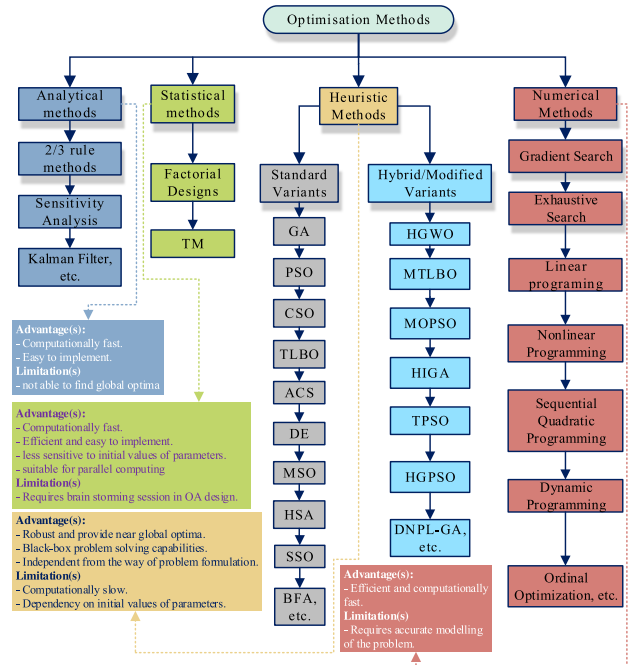 Optimisation Methods
Analytical
methods
Statistical
methods
Heuristic
Methods
Numerical
Methods
2/3 rule
methods
Sensitivity
Analysis
Kalman Filter,
etc.
Factorial
Designs
TM
Standard
Variants
GA
PSO
CSO
TLBO
ACS
DE
MSO
HSA
SSO
BFA,
etc.
Hybrid/Modified
Variants
HGWO
MTLBO
MOPSO
HIGA
TPSO
HGPSO
DNPL-GA,
etc.
Gradient Search
Exhaustive
Search
Linear
programing
Nonlinear
Programming
Sequential
Quadratic
Programming
Dynamic
Programming
Ordinal
Optimization, etc.
Advantage(s):
- Computationally fast.
- Easy to implement.
Limitation(s)
- not able to find global optima
Advantage(s):
- Computationally fast.
- Efficient and easy to implement.
- less sensitive to initial values of parameters.
- suitable for parallel computing
Limitation(s)
- Requires brain storming session in OA design.
Advantage(s):
- Robust and provide near global optima.
- Black-box problem solving capabilities.
- Independent from the way of problem formulation.
Limitation(s)
- Computationally slow.
- Dependency on initial values of parameters.
Advantage(s):
- Efficient and computationally
fast.
Limitation(s)
- Requires accurate modelling
of the problem.